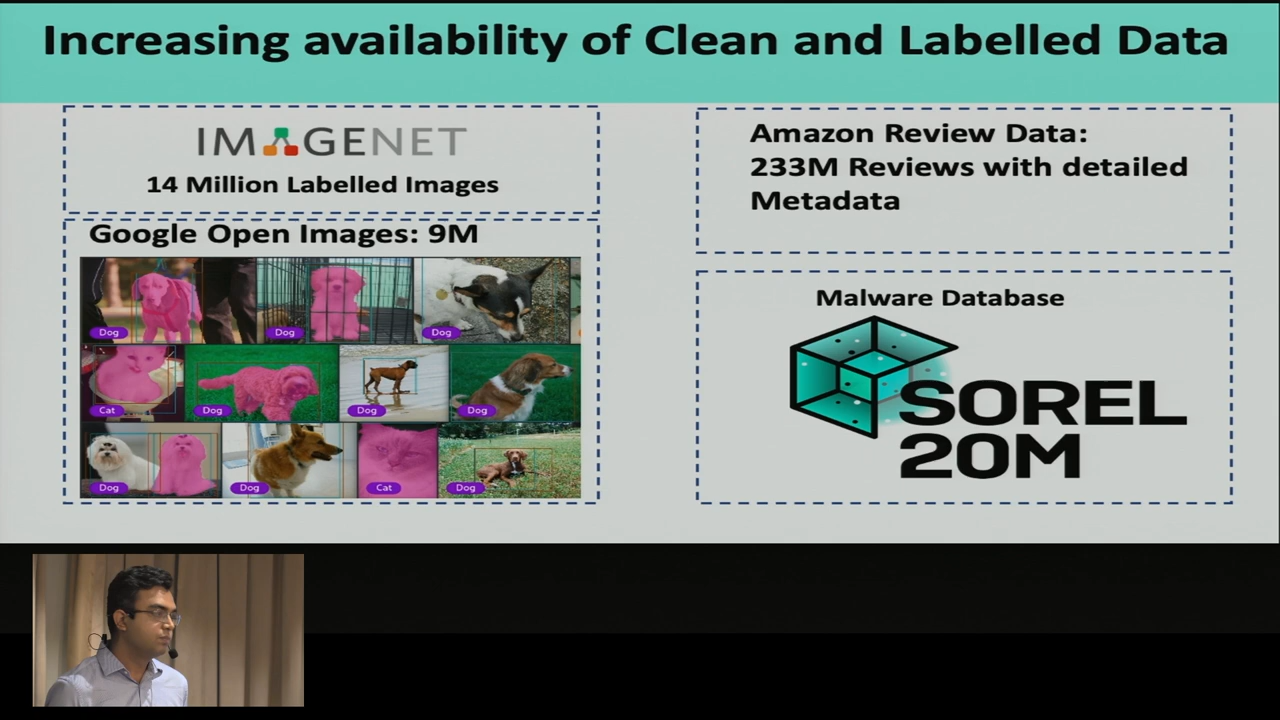 Increasing availability of Clean and Labelled Data
IMAGENET
14 Million Labelled Images
Google Open Images: 9M
Dog
Dog
Dog
Cat
Dog
Dog
Dog
Dog
Dog
Cat
Dog
Amazon Review Data:
233M Reviews with detailed
Metadata
Malware Database
SOREL
20M